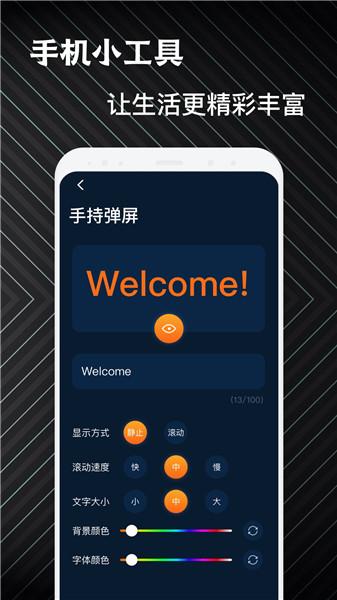 手机小工具
让生活更精彩丰富
手持弹屏
Welcome!
Welcome
(13/100)
显示方式 静止 滚动
滚动速度 快 中 慢
文字大小 小 中 大
背景颜色
字体颜色